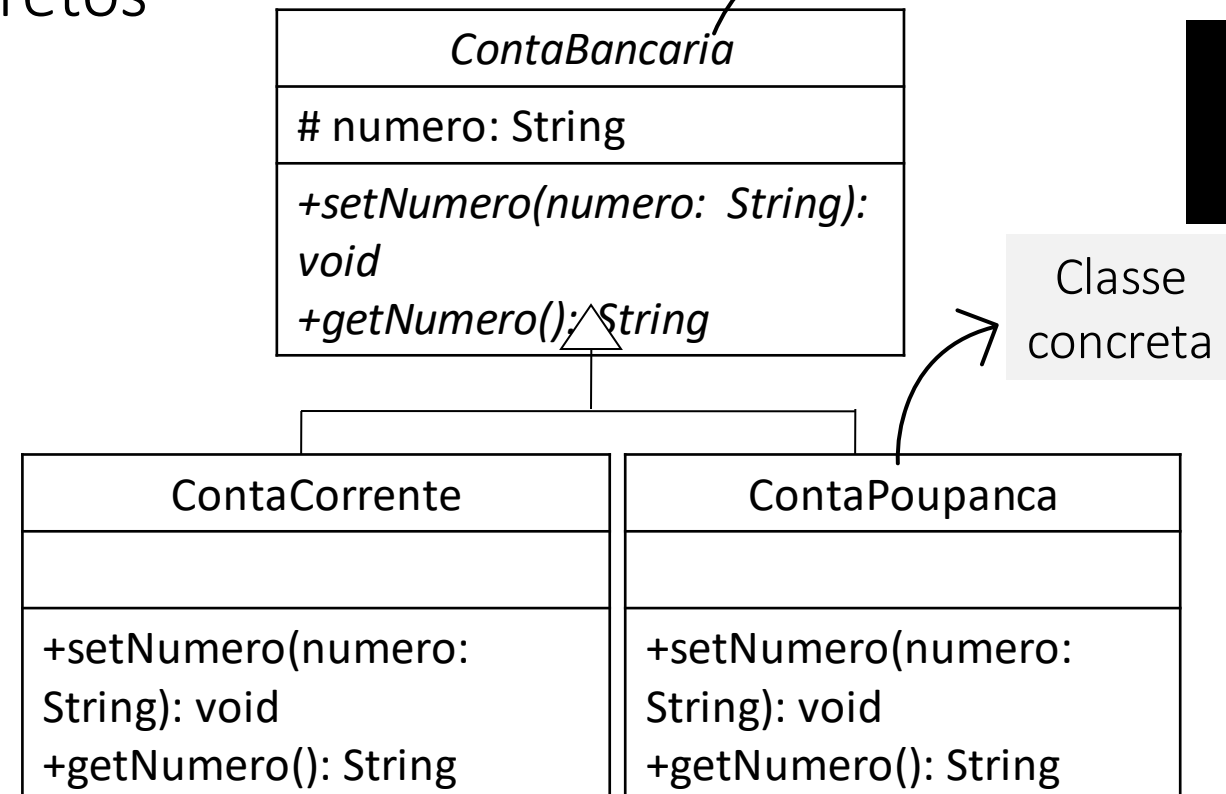 ContaBancaria
# numero: String
+setNumero(numero: String):
void
+getNumero(): String
Classe
concreta
ContaCorrente
ContaPoupanca
+setNumero(numero:
String): void
+getNumero(): String
+setNumero(numero:
String): void
+getNumero(): String